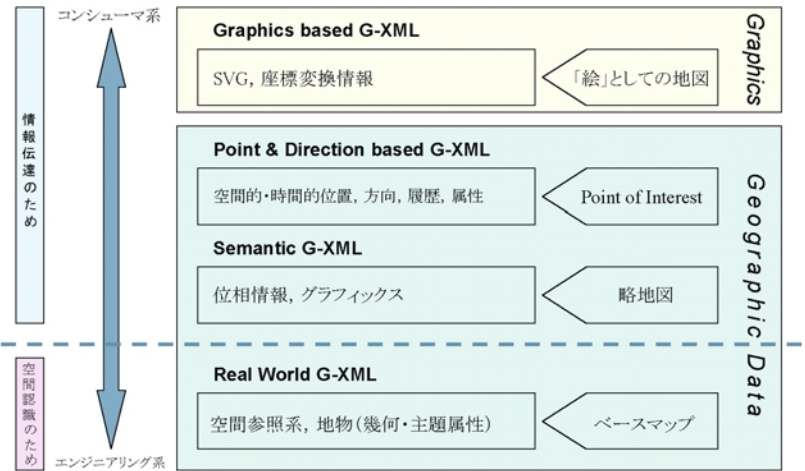 コンシューマ系
情報伝達のため
空間認識のため
エンジニアリング系
Graphics based G-XML
SVG, 座標変換情報
「絵」としての地図
Graphics
Point & Direction based G-XML
空間的・時間的位置, 方向, 履歴, 属性
Point of Interest
Semantic G-XML
位相情報, グラフィックス
略地図
Real World G-XML
空間参照系, 地物(幾何・主題属性)
ベースマップ
Geographic Data